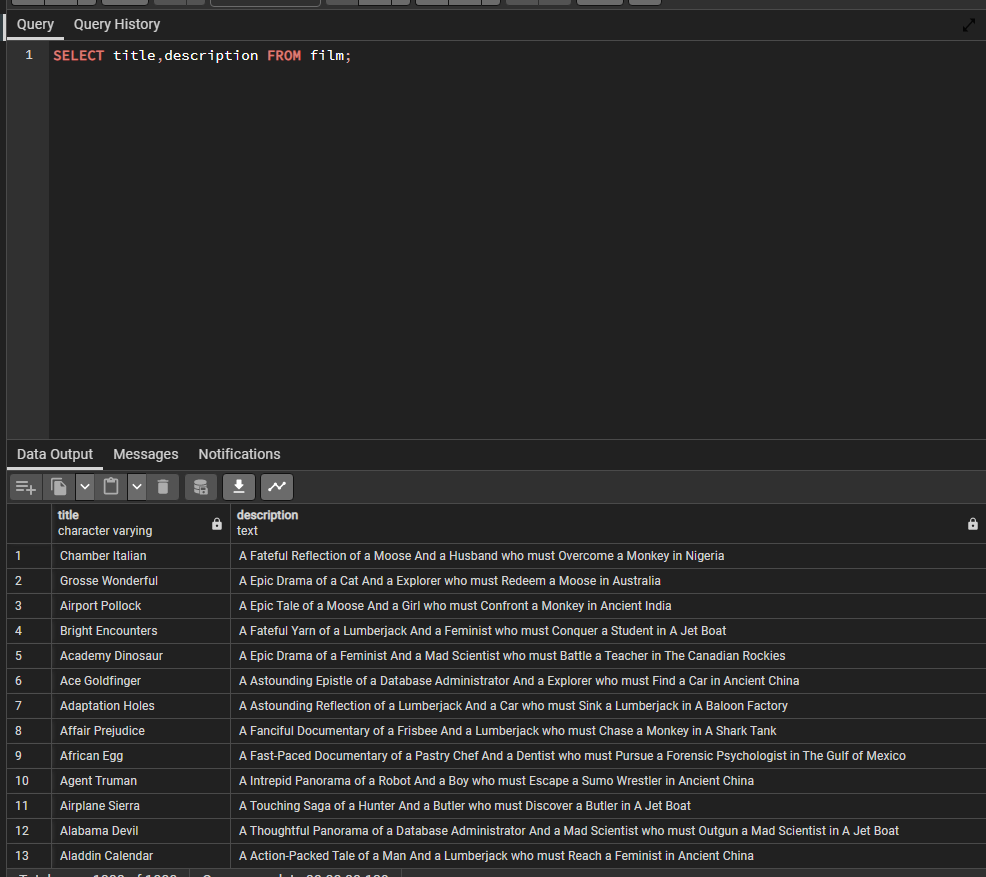 Query Query History
1 SELECT title,description FROM film;
Data Output Messages Notifications
title description
character varying text
1 Chamber Italian A Fateful Reflection of a Moose And a Husband who must Overcome a Monkey in Nigeria
2 Grosse Wonderful A Epic Drama of a Cat And a Explorer who must Redeem a Moose in Australia
3 Airport Pollock A Epic Tale of a Moose And a Girl who must Confront a Monkey in Ancient India
4 Bright Encounters A Fateful Yarn of a Lumberjack And a Feminist who must Conquer a Student in A Jet Boat
5 Academy Dinosaur A Epic Drama of a Feminist And a Mad Scientist who must Battle a Teacher in The Canadian Rockies
6 Ace Goldfinger A Astounding Epistle of a Database Administrator And a Explorer who must Find a Car in Ancient China
7 Adaptation Holes A Astounding Reflection of a Lumberjack And a Car who must Sink a Lumberjack in A Baloon Factory
8 Affair Prejudice A Fanciful Documentary of a Frisbee And a Lumberjack who must Chase a Monkey in A Shark Tank
9 African Egg A Fast-Paced Documentary of a Pastry Chef And a Dentist who must Pursue a Forensic Psychologist in The Gulf of Mexico
10 Agent Truman A Intrepid Panorama of a Robot And a Boy who must Escape a Sumo Wrestler in Ancient China
11 Airplane Sierra A Touching Saga of a Hunter And a Butler who must Discover a Butler in A Jet Boat
12 Alabama Devil A Thoughtful Panorama of a Database Administrator And a Mad Scientist who must Outgun a Mad Scientist in A Jet Boat
13 Aladdin Calendar A Action-Packed Tale of a Man And a Lumberjack who must Reach a Feminist in Ancient China